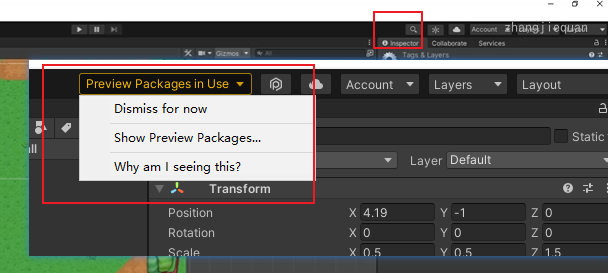 Account
zhangjiequan
Gizmos
All
Inspector
Collaborate
Services
Tags & Layers
Preview Packages in Use
Account
Layers
Layout
Dismiss for now
Show Preview Packages...
Why am I seeing this?
Static
all
Layer Default
Transform
Position X 4.19 Y -1 Z 0
Rotation X 0 Y 0 Z 0
Scale X 0.5 Y 0.5 Z 1.5